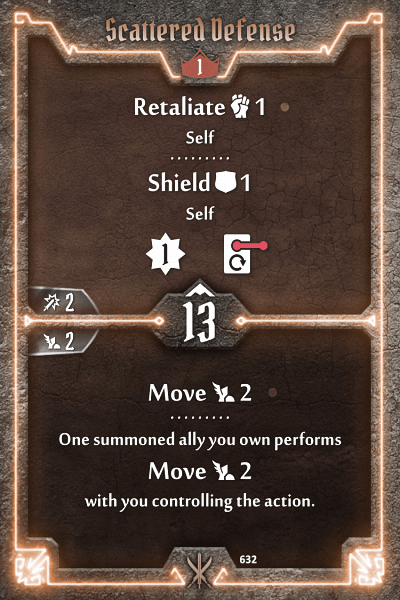 Scattered Defense
1
Retaliate 1
Self
Shield 1
Self
1
2
13
2
Move 2
One summoned ally you own performs
Move 2
with you controlling the action.
632